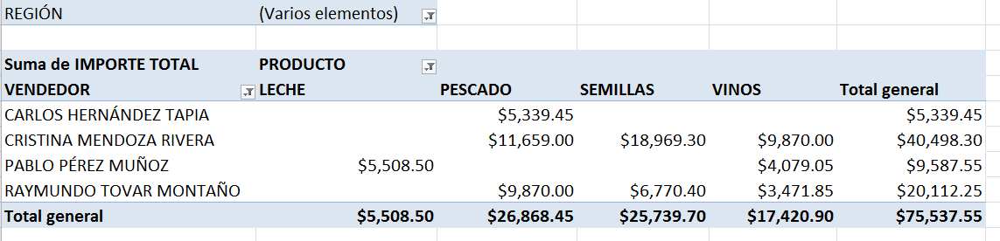 REGIÓN (Varios elementos)
Suma de IMPORTE TOTAL PRODUCTO
VENDEDOR LECHE PESCADO SEMILLAS VINOS Total general
CARLOS HERNÁNDEZ TAPIA $5,339.45 $5,339.45
CRISTINA MENDOZA RIVERA $11,659.00 $18,969.30 $9,870.00 $40,498.30
PABLO PÉREZ MUÑOZ $5,508.50 $4,079.05 $9,587.55
RAYMUNDO TOVAR MONTAÑO $9,870.00 $6,770.40 $3,471.85 $20,112.25
Total general $5,508.50 $26,868.45 $25,739.70 $17,420.90 $75,537.55